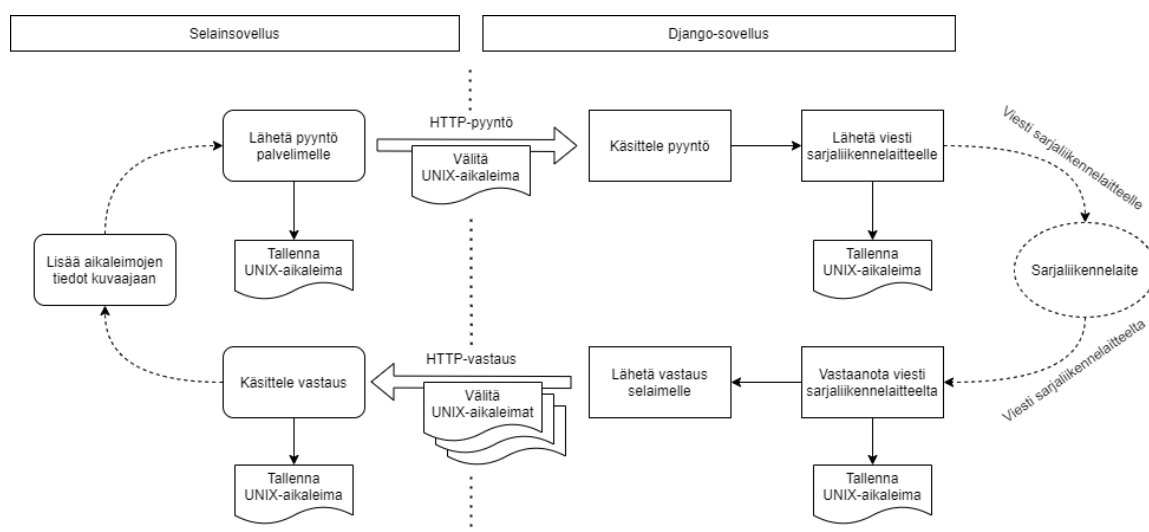 Selainsovellus
Django-sovellus
Lähetä pyyntö
palvelimelle
HTTP-pyyntö
Välitä
UNIX-aikaleima
Käsittele pyyntö
Lähetä viesti
sarjaliikennelaitteelle
Viesti sarjaliikennelaitteelle
Tallenna
UNIX-aikaleima
Tallenna
UNIX-aikaleima
Lisää aikaleimojen
tiedot kuvaajaan
Sarjaliikennelaite
Käsittele vastaus
HTTP-vastaus
Välitä
UNIX-aikaleimat
Lähetä vastaus
selaimelle
Vastaanota viesti
sarjaliikennelaitteelta
Viesti sarjaliikennelaitteelta
Tallenna
UNIX-aikaleima
Tallenna
UNIX-aikaleima